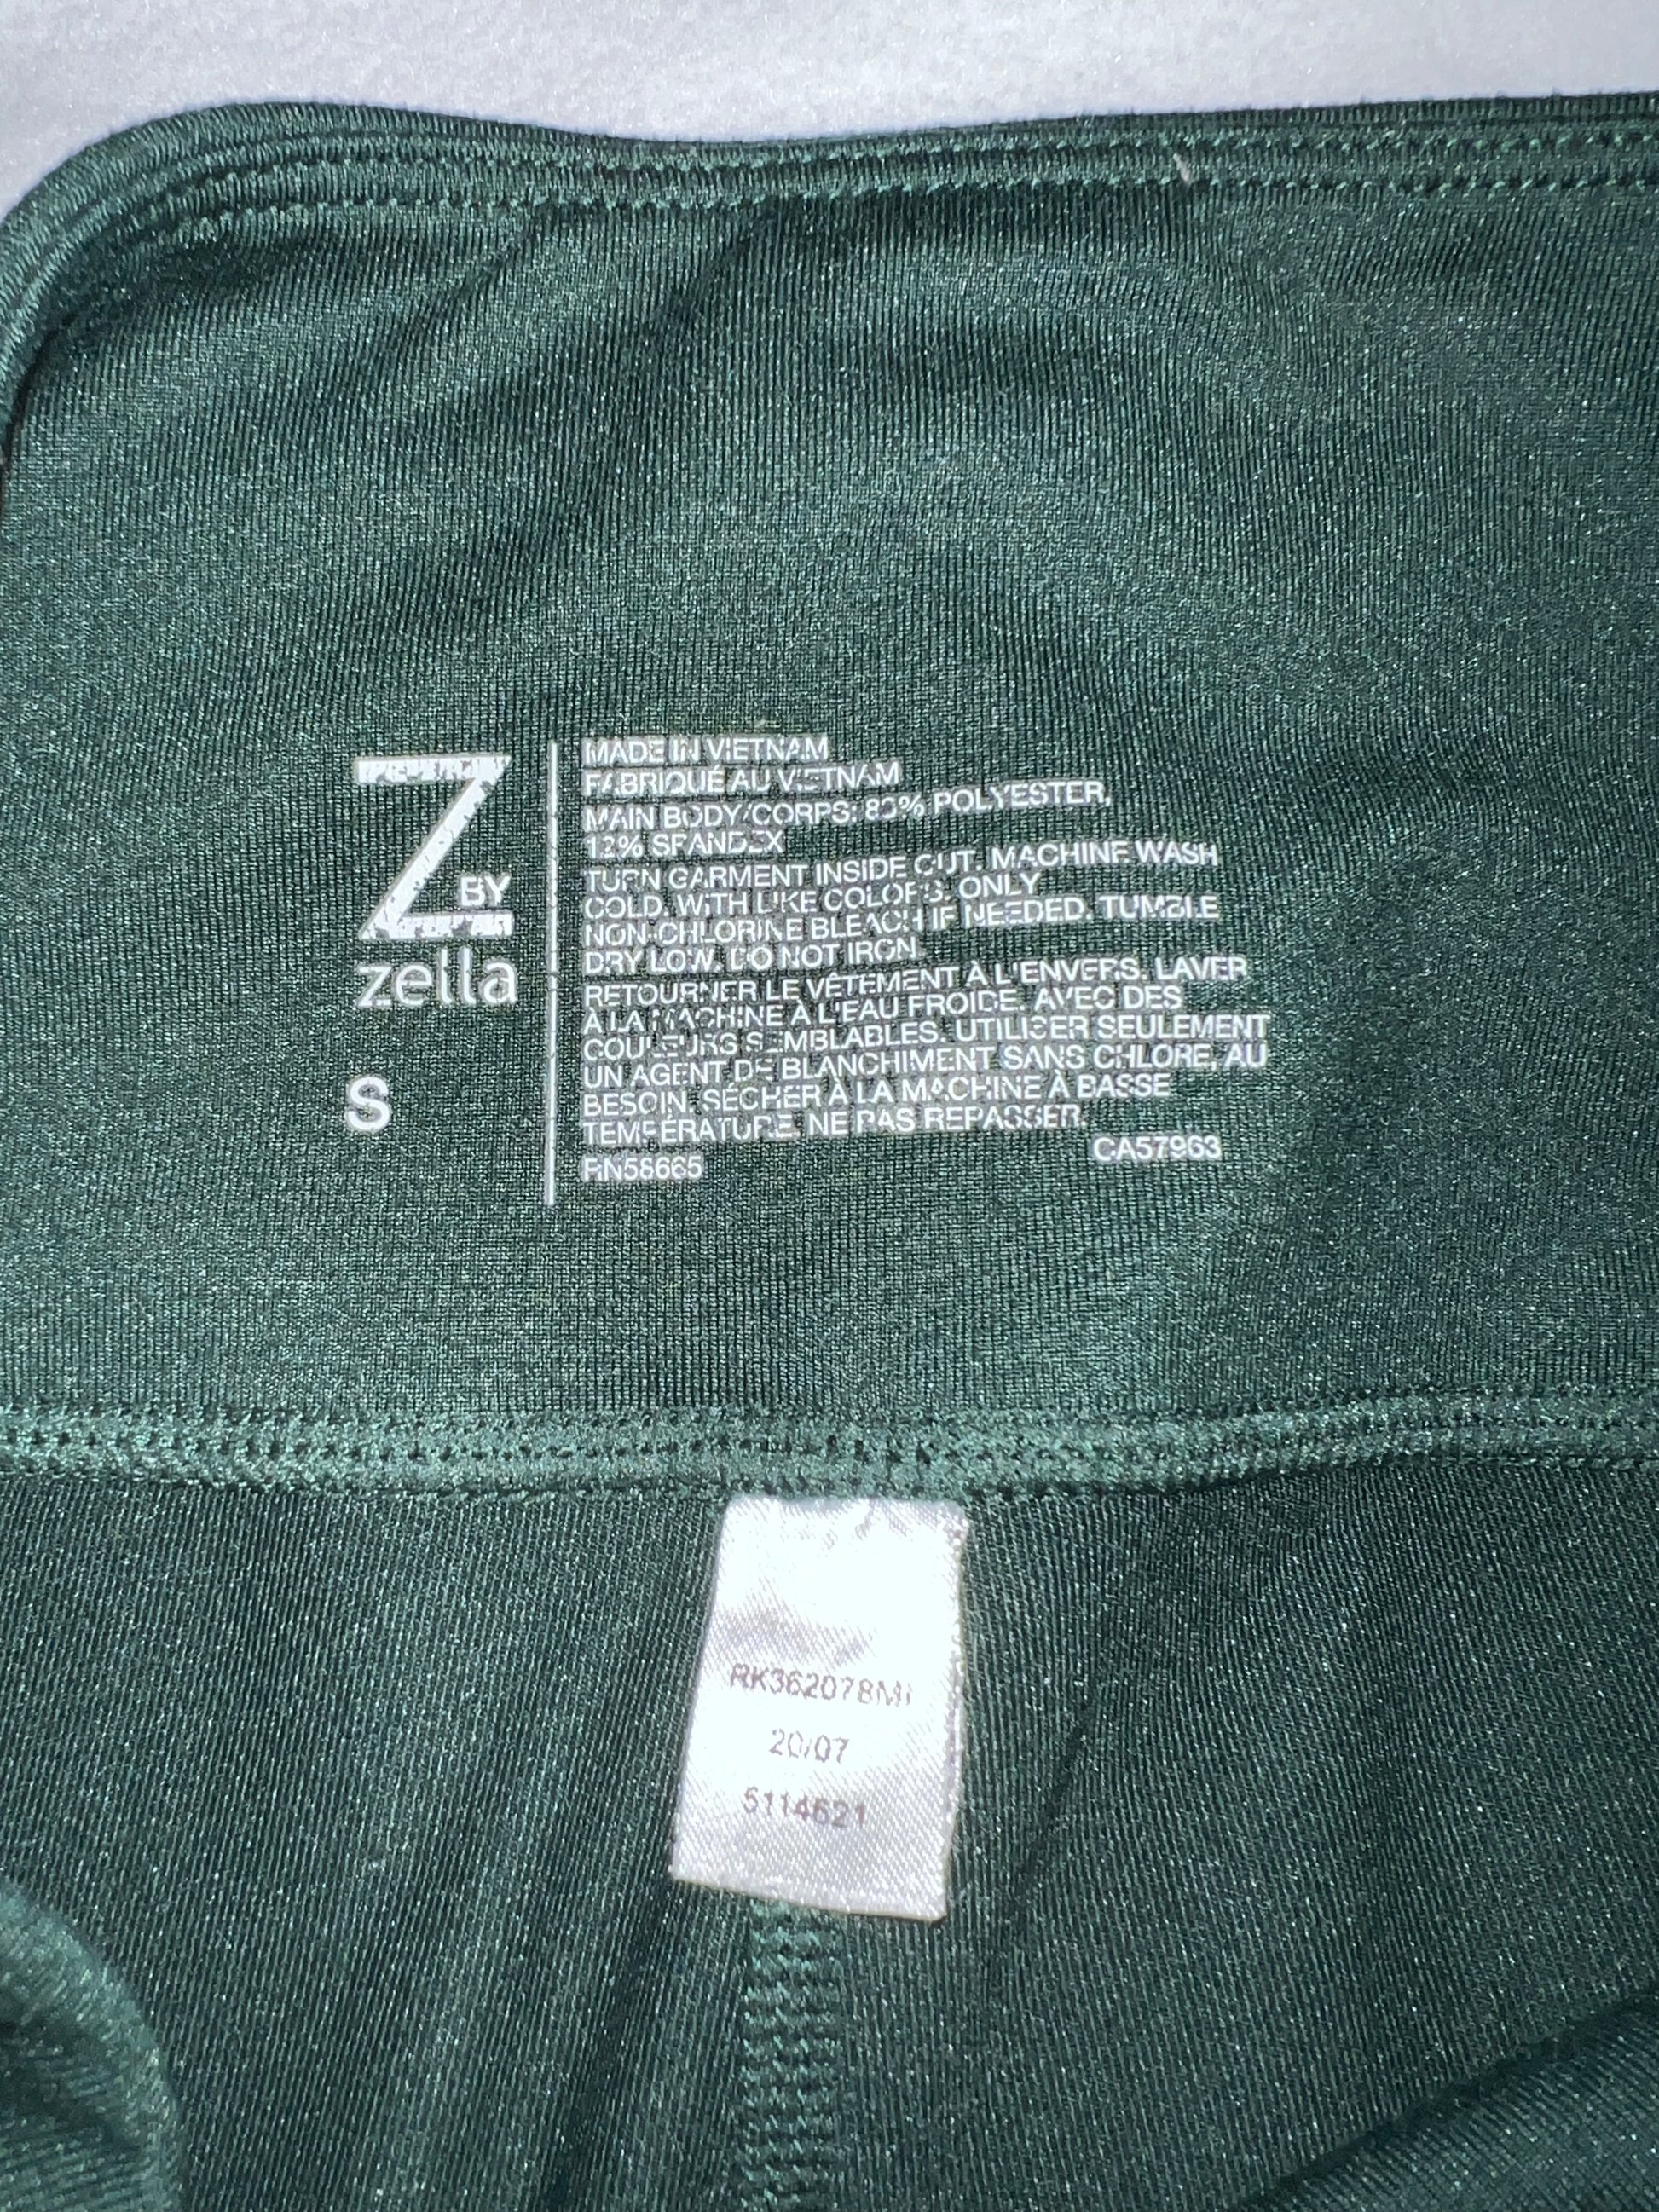 Z BY
zella
S
MADE IN VIETNAM
FABRIQUÉ AU VIETNAM
MAIN BODY/CORPS: 88% POLYESTER,
12% SPANDEX
TURN GARMENT INSIDE OUT. MACHINE WASH
COLD. WITH LIKE COLORS. ONLY
NON-CHLORINE BLEACH IF NEEDED. TUMBLE
DRY LOW. DO NOT IRON.
RETOURNER LE VÊTEMENT À L'ENVERS. LAVER
À LA MACHINE À L'EAU FROIDE. AVEC DES
COULEURS SEMBLABLES. UTILISER SEULEMENT
UN AGENT DE BLANCHIMENT SANS CHLORE, AU
BESOIN. SÉCHER À LA MACHINE À BASSE
TEMPÉRATURE. NE PAS REPASSER.
RN58665 CA57963
20/07
5114621